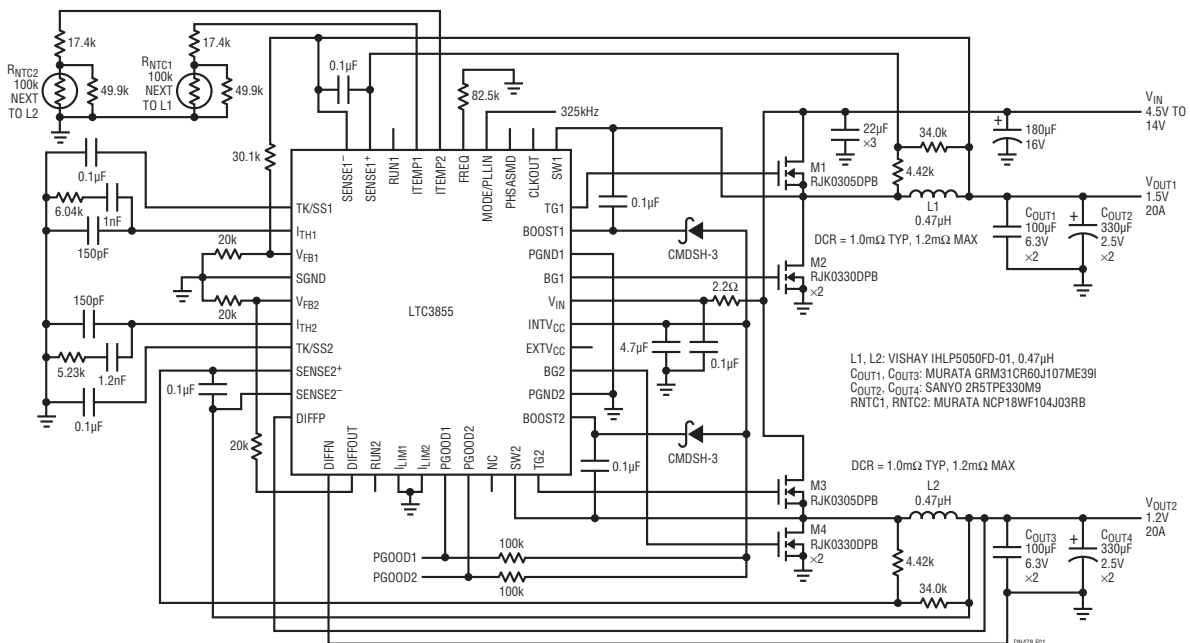 17.4k
17.4k
RNTC2
100k
NEXT
TO L2
49.9k
RNTC1
100k
NEXT
TO L1
49.9k
0.1µF
82.5k
325kHz
30.1k
22µF
×3
34.0k
4.42k
+
180µF
16V
VIN
4.5V TO
14V
SENSE1–
SENSE1+
RUN1
ITEMP1
ITEMP2
FREQ
MODE/PLLIN
PHSASMD
CLKOUT
SW1
M1
RJK0305DPB
L1
0.47µH
VOUT1
1.5V
20A
0.1µF
6.04k
1nF
150pF
20k
20k
150pF
5.23k
1.2nF
0.1µF
0.1µF
20k
TK/SS1
ITH1
VFB1
SGND
VFB2
ITH2
TK/SS2
SENSE2+
SENSE2–
DIFFP
LTC3855
TG1
BOOST1
PGND1
BG1
VIN
INTVCC
EXTVCC
BG2
PGND2
BOOST2
0.1µF
CMDSH-3
DCR = 1.0mΩ TYP, 1.2mΩ MAX
COUT1
100µF
6.3V
×2
+
COUT2
330µF
2.5V
×2
M2
RJK0330DPB
×2
2.2Ω
4.7µF
0.1µF
L1, L2: VISHAY IHLP5050FD-01, 0.47µH
COUT1, COUT3: MURATA GRM31CR60J107ME39l
COUT2, COUT4: SANYO 2R5TPE330M9
RNTC1, RNTC2: MURATA NCP18WF104J03RB
DIFFN
DIFFOUT
RUN2
ILIM1
ILIM2
PGOOD1
PGOOD2
NC
SW2
TG2
CMDSH-3
0.1µF
DCR = 1.0mΩ TYP, 1.2mΩ MAX
M3
RJK0305DPB
L2
0.47µH
VOUT2
1.2V
20A
M4
RJK0330DPB
×2
4.42k
34.0k
COUT3
100µF
6.3V
×2
+
COUT4
330µF
2.5V
×2
PGOOD1
100k
PGOOD2
100k
DN478 F01